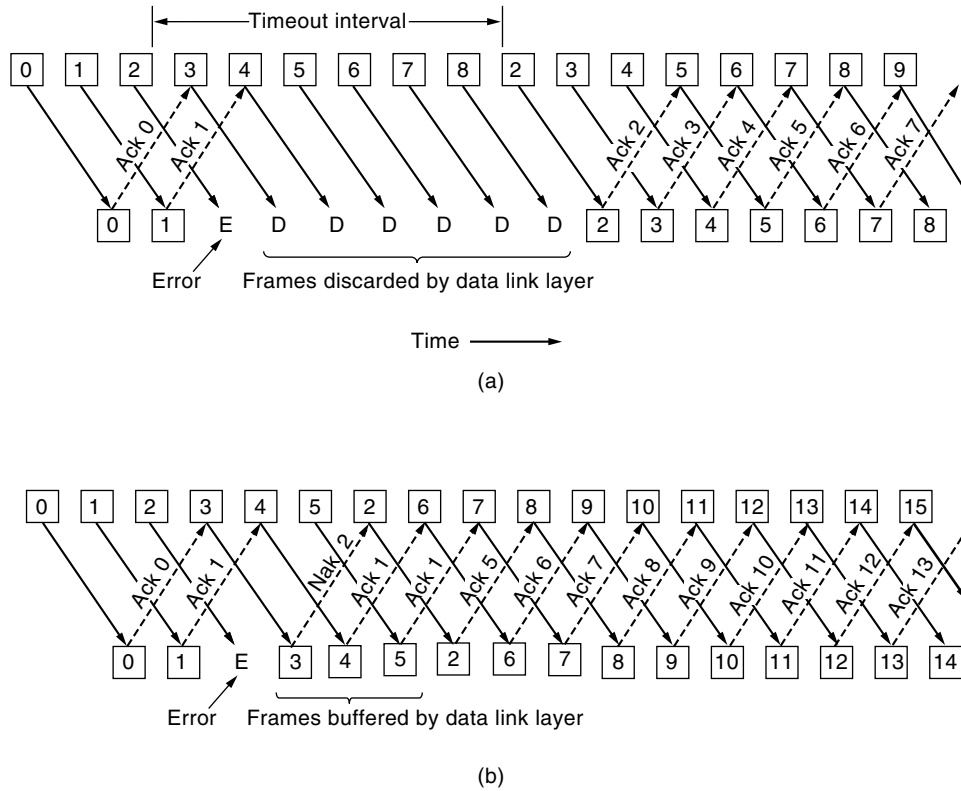 Timeout interval
0 1 2 3 4 5 6 7 8 2 3 4 5 6 7 8 9
Ack 0 Ack 1 Ack 2 Ack 3 Ack 4 Ack 5 Ack 6 Ack 7
0 1 E D D D D D D 2 3 4 5 6 7 8
Error Frames discarded by data link layer
Time
(a)
0 1 2 3 4 5 2 6 7 8 9 10 11 12 13 14 15
Ack 0 Ack 1 Nak 2 Ack 1 Ack 1 Ack 5 Ack 6 Ack 7 Ack 8 Ack 9 Ack 10 Ack 11 Ack 12 Ack 13
0 1 E 3 4 5 2 6 7 8 9 10 11 12 13 14
Error Frames buffered by data link layer
(b)